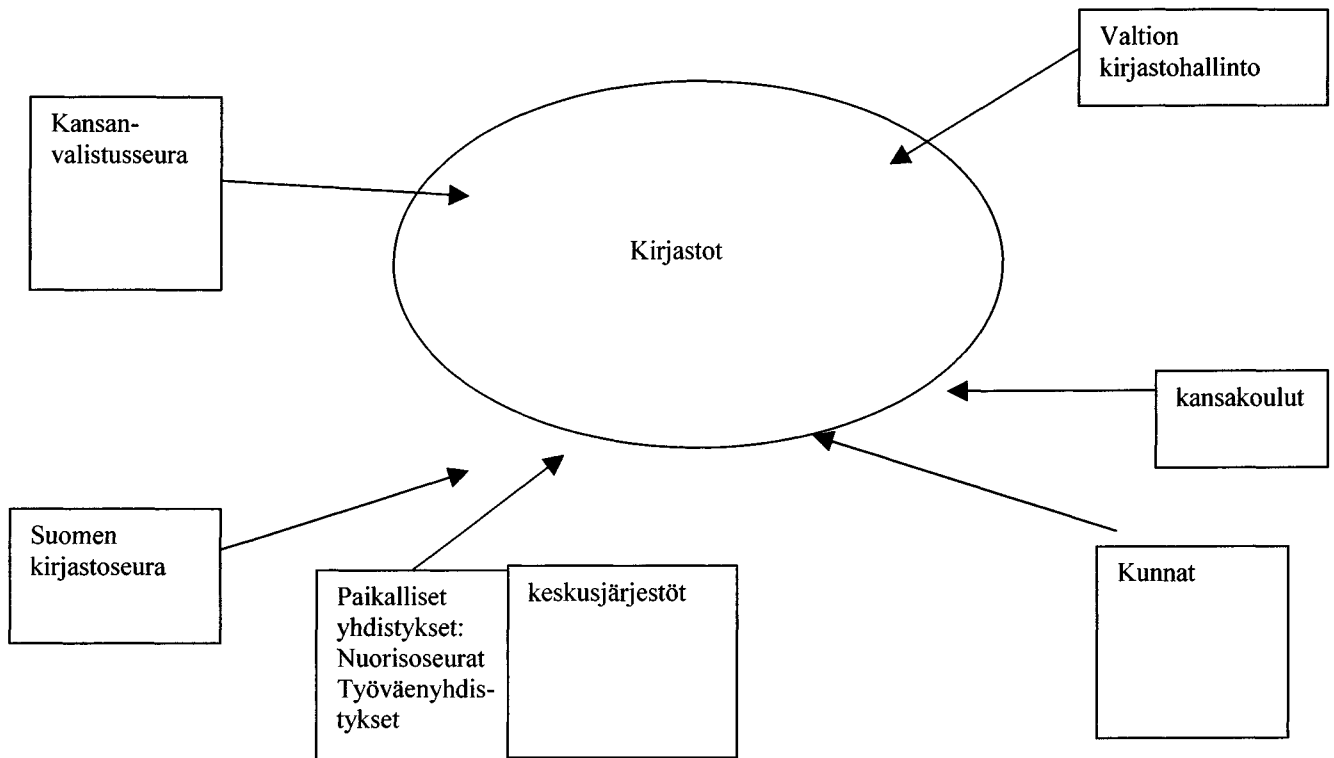 Valtion
kirjastohallinto
Kansan-
valistusseura
Kirjastot
kansakoulut
Suomen
kirjastoseura
Paikalliset
yhdistykset:
Nuorisoseurat
Työväenyhdis-
tykset
keskusjärjestöt
Kunnat